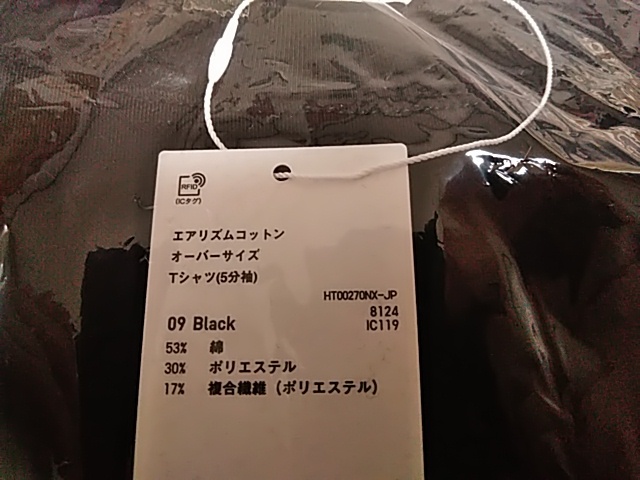 RFID
(ICタグ)
エアリズムコットン
オーバーサイズ
Tシャツ(5分袖)
HT00270NX-JP
8124
09 Black
IC119
53% 綿
30% ポリエステル
17% 複合繊維 (ポリエステル)